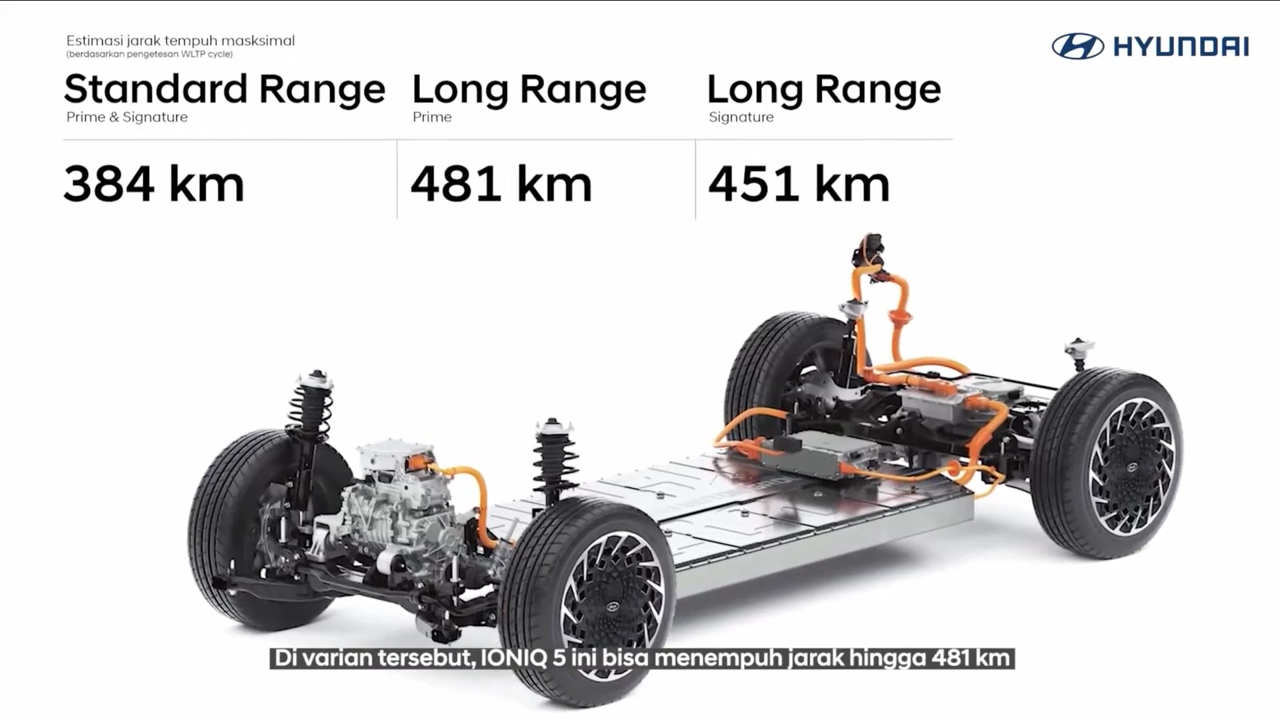 Estimasi jarak tempuh masksimal
(berdasarkan pengetesan WLTP cycle)
HYUNDAI
Standard Range
Prime & Signature
Long Range
Prime
Long Range
Signature
384 km
481 km
451 km
Di varian tersebut, IONIQ 5 ini bisa menempuh jarak hingga 481 km